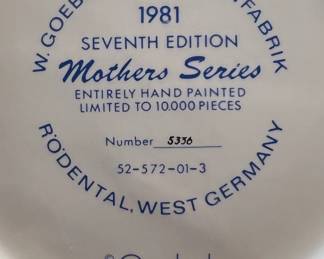 W. GOEB
FABRIK
1981
SEVENTH EDITION
Mothers Series
ENTIRELY HAND PAINTED
LIMITED TO 10.000 PIECES
Number 5336
52-572-01-3
RÖDENTAL, WEST GERMANY
©